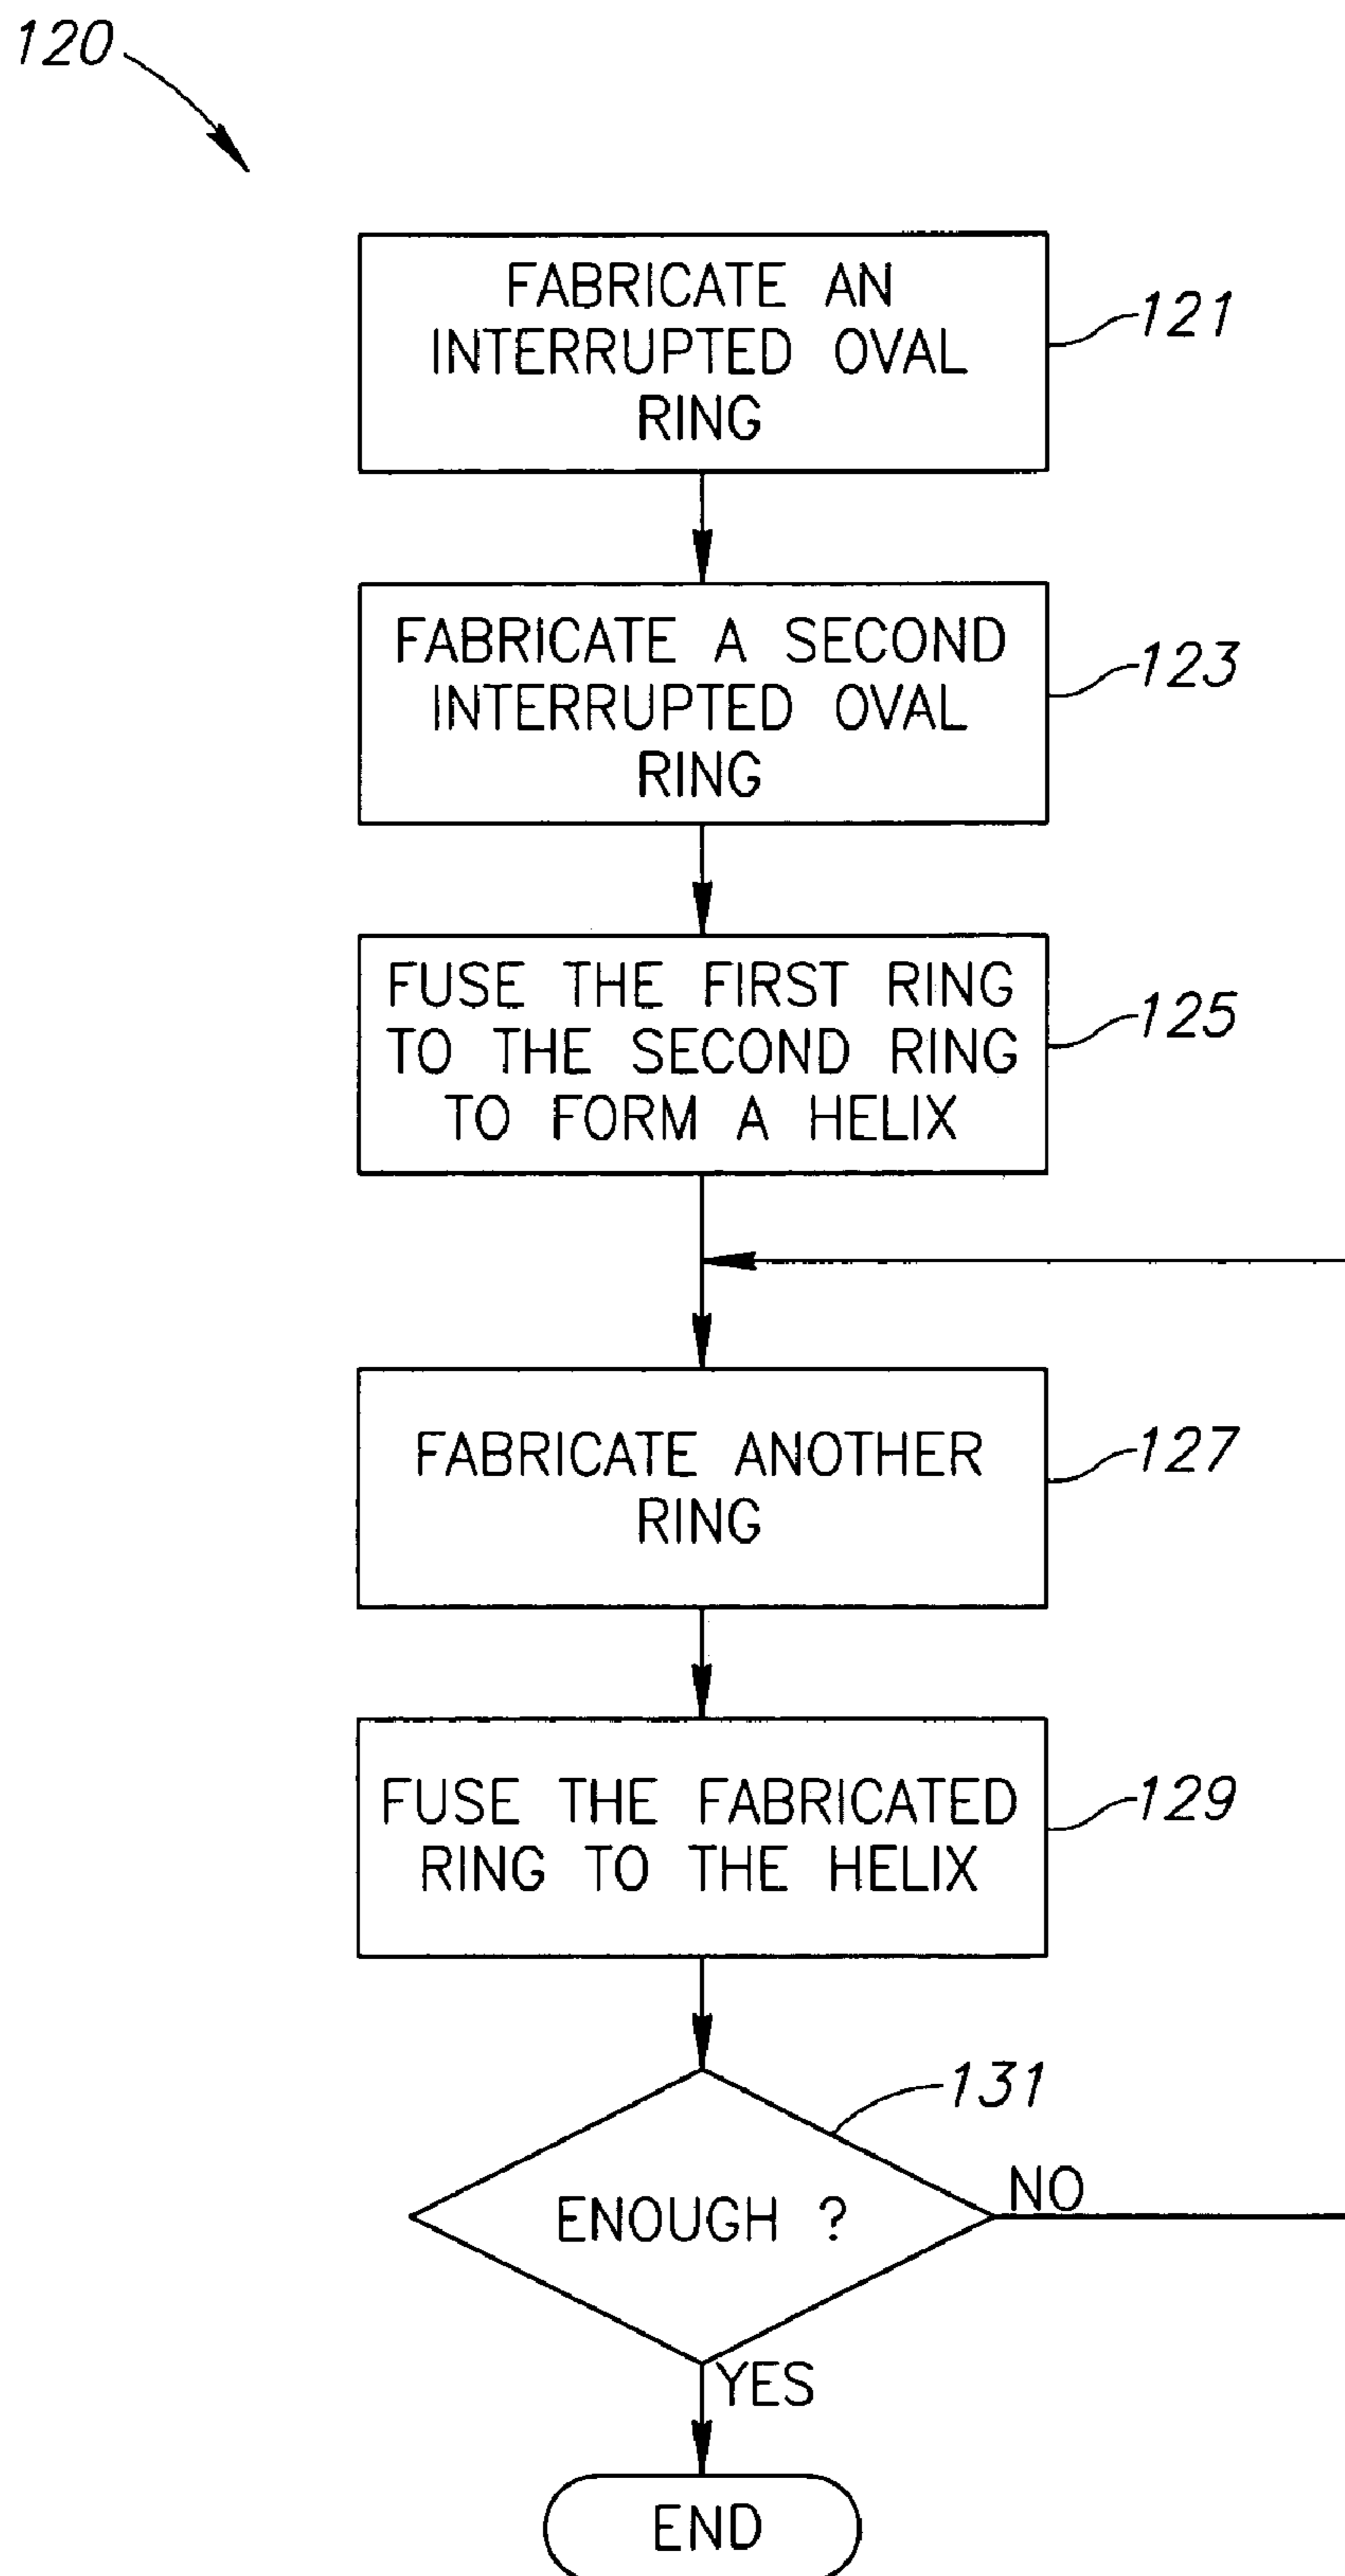 120
FABRICATE AN
INTERRUPTED OVAL
RING
121
FABRICATE A SECOND
INTERRUPTED OVAL
RING
123
FUSE THE FIRST RING
TO THE SECOND RING
TO FORM A HELIX
125
FABRICATE ANOTHER
RING
127
FUSE THE FABRICATED
RING TO THE HELIX
129
131
ENOUGH ?
NO
YES
END